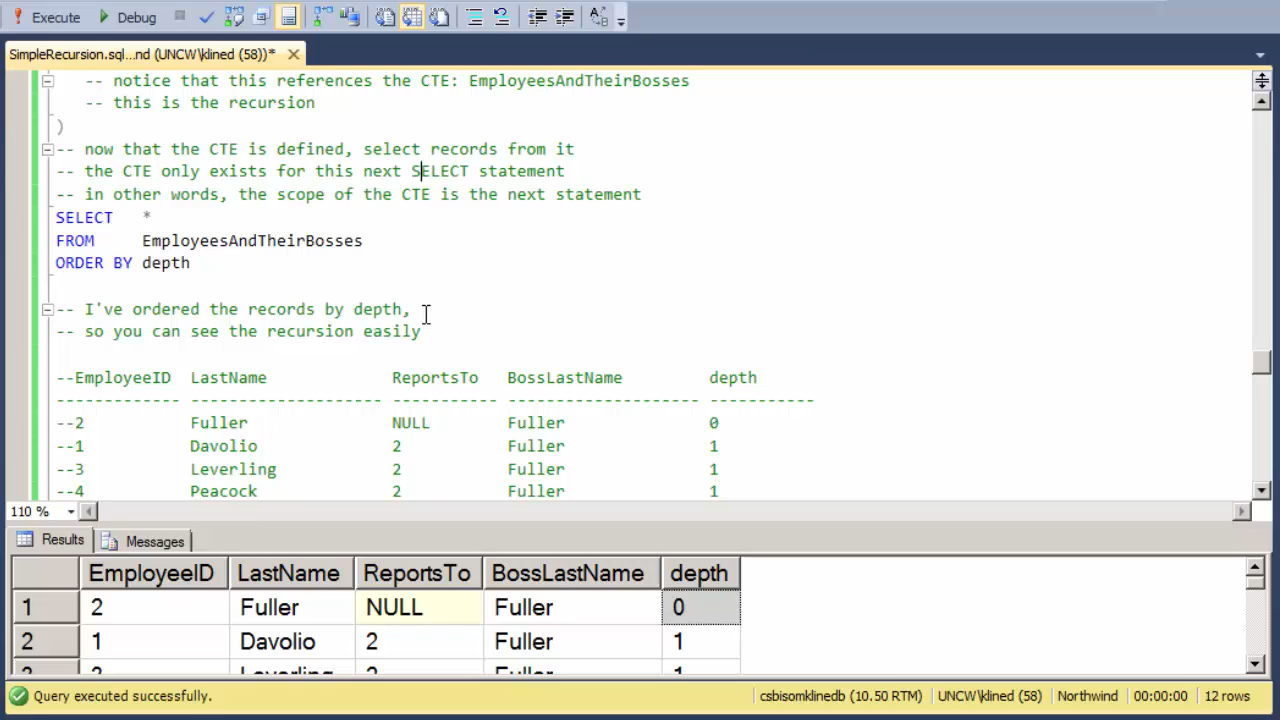 Execute Debug
SimpleRecursion.sql...nd (UNCW\klined (58))*
-- notice that this references the CTE: EmployeesAndTheirBosses
-- this is the recursion
)
-- now that the CTE is defined, select records from it
-- the CTE only exists for this next SELECT statement
-- in other words, the scope of the CTE is the next statement
SELECT *
FROM EmployeesAndTheirBosses
ORDER BY depth
-- I've ordered the records by depth,
-- so you can see the recursion easily
--EmployeeID LastName ReportsTo BossLastName depth
------------- -------------------- ----------- -------------------- -----------
--2 Fuller NULL Fuller 0
--1 Davolio 2 Fuller 1
--3 Leverling 2 Fuller 1
--4 Peacock 2 Fuller 1
110 %
Results Messages
EmployeeID LastName ReportsTo BossLastName depth
1 2 Fuller NULL Fuller 0
2 1 Davolio 2 Fuller 1
3 3 Leverling 2 Fuller 1
Query executed successfully. csbisomklinedb (10.50 RTM) UNCW\klined (58) Northwind 00:00:00 12 rows